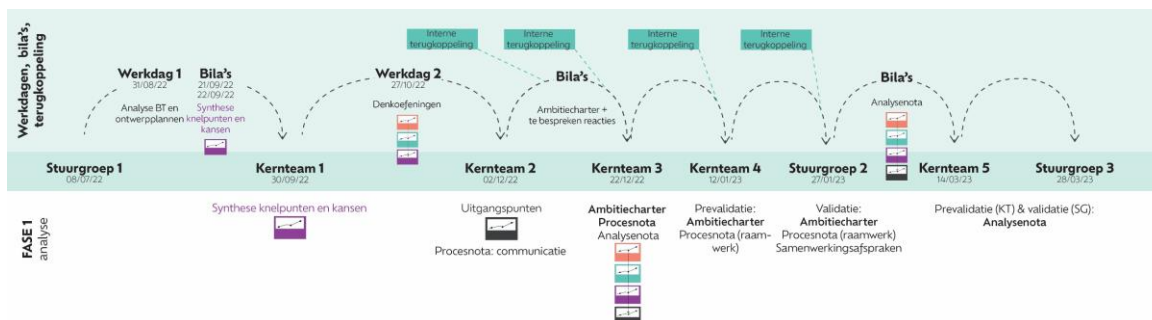 Werkdagen, bila's,
terugkoppeling
Interne
terugkoppeling
Interne
terugkoppeling
Interne
terugkoppeling
Interne
terugkoppeling
Werkdag 1
31/08/22
Analyse BT en
ontwerpplannen
Bila's
21/09/22
22/09/22
Synthese
knelpunten en
kansen
Werkdag 2
27/10/22
Denkoefeningen
Bila's
Ambitiecharter +
te bespreken reacties
Bila's
Analysenota
Stuurgroep 1
08/07/22
Kernteam 1
30/09/22
Kernteam 2
02/12/22
Kernteam 3
22/12/22
Kernteam 4
12/01/23
Stuurgroep 2
27/01/23
Kernteam 5
14/03/23
Stuurgroep 3
28/03/23
FASE 1
analyse
Synthese knelpunten en kansen
Uitgangspunten
Procesnota: communicatie
Ambitiecharter
Procesnota
Analysenota
Prevalidatie:
Ambitiecharter
Procesnota (raam-
werk)
Validatie:
Ambitiecharter
Procesnota (raamwerk)
Samenwerkingsafspraken
Prevalidatie (KT) & validatie (SG):
Analysenota